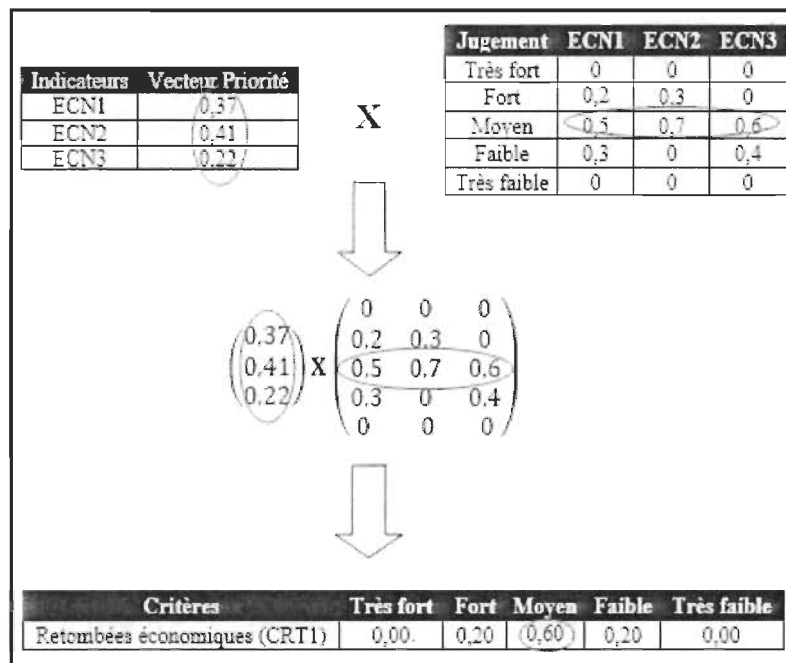 Indicateurs Vecteur Priorité
ECN1 0,37
ECN2 0,41
ECN3 0,22
X
Jugement ECN1 ECN2 ECN3
Très fort 0 0 0
Fort 0,2 0,3 0
Moyen 0,5 0,7 0,6
Faible 0,3 0 0,4
Très faible 0 0 0
0 0 0
0,37 0,2 0,3 0
0,41 X 0,5 0,7 0,6
0,22 0,3 0 0,4
0 0 0
Critères Très fort Fort Moyen Faible Très faible
Retombées économiques (CRT1) 0,00. 0,20 0,60 0,20 0,00